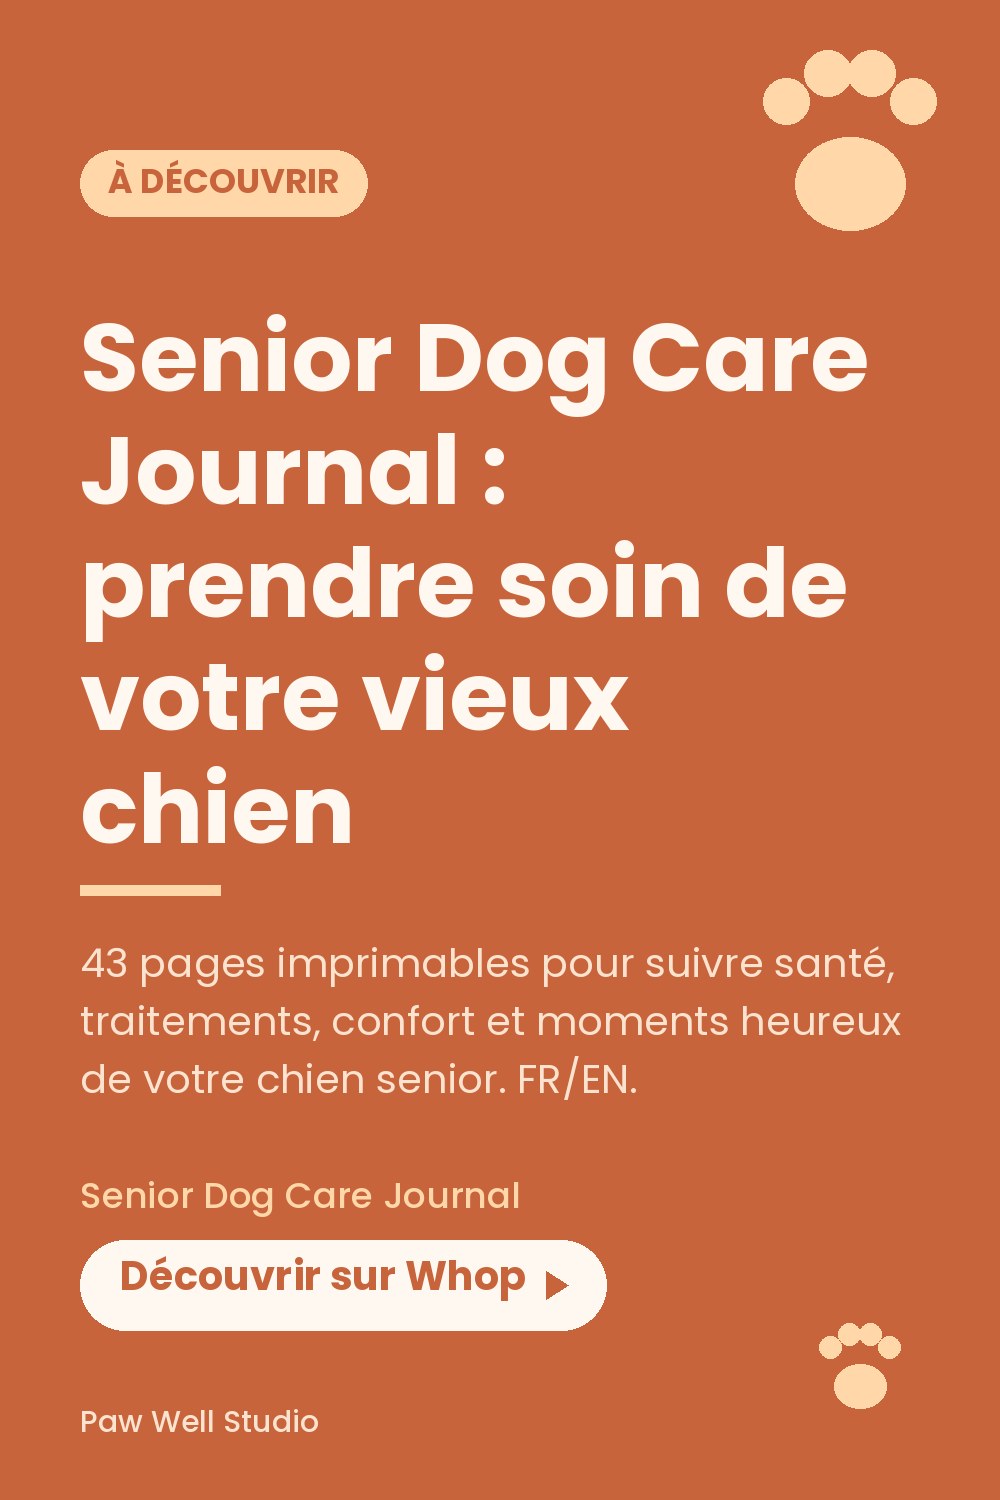 À DÉCOUVRIR
Senior Dog Care
Journal :
prendre soin de
votre vieux
chien
43 pages imprimables pour suivre santé,
traitements, confort et moments heureux
de votre chien senior. FR/EN.
Senior Dog Care Journal
Découvrir sur Whop
Paw Well Studio